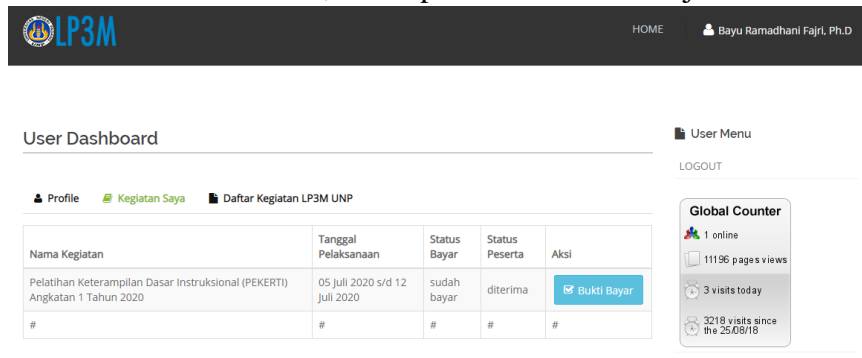 LP3M
HOME
Bayu Ramadhani Fajri, Ph.D
User Dashboard
Profile
Kegiatan Saya
Daftar Kegiatan LP3M UNP
Nama Kegiatan
Tanggal
Pelaksanaan
Status
Bayar
Status
Peserta
Aksi
Pelatihan Keterampilan Dasar Instruksional (PEKERTI)
Angkatan 1 Tahun 2020
05 Juli 2020 s/d 12
Juli 2020
sudah
bayar
diterima
Bukti Bayar
#
#
#
#
#
User Menu
LOGOUT
Global Counter
1 online
11196 pages views
3 visits today
3218 visits since
the 25/08/18